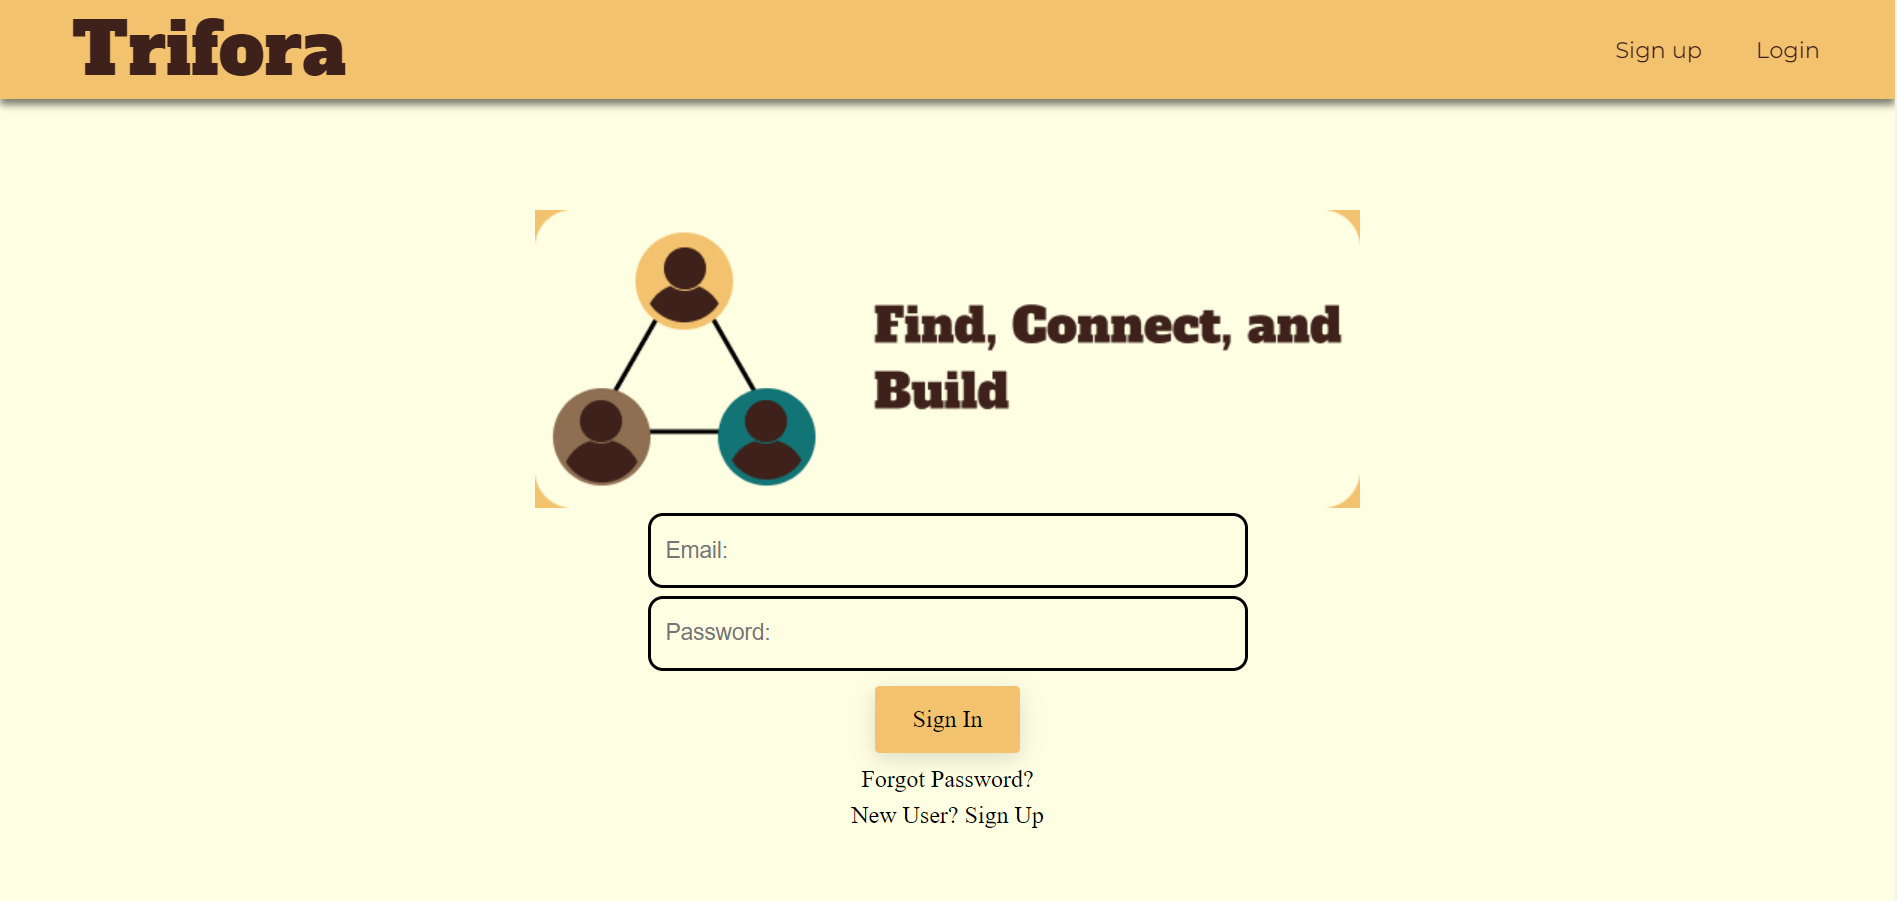 Trifora
Sign up
Login
Find, Connect, and
Build
Email:
Password:
Sign In
Forgot Password?
New User? Sign Up